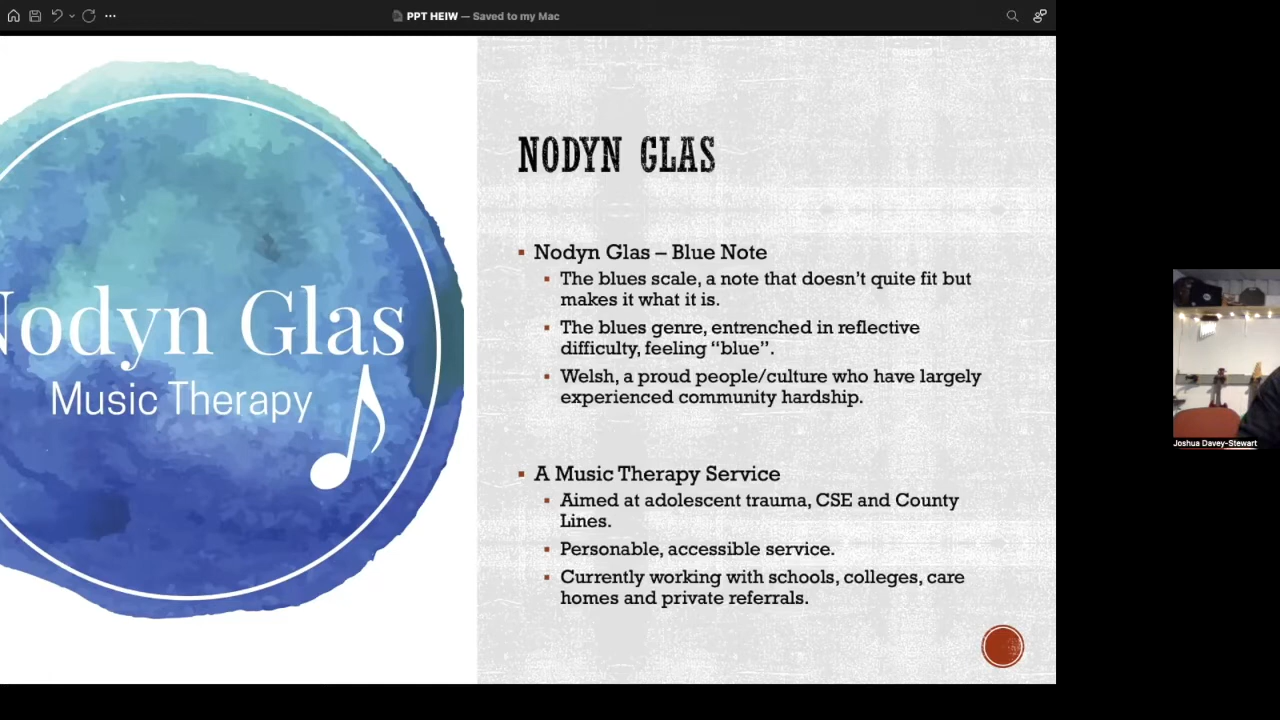 PPT HEIW — Saved to my Mac
Nodyn Glas
Music Therapy
NODYN GLAS
Nodyn Glas – Blue Note
The blues scale, a note that doesn't quite fit but
makes it what it is.
The blues genre, entrenched in reflective
difficulty, feeling “blue”.
Welsh, a proud people/culture who have largely
experienced community hardship.
A Music Therapy Service
Aimed at adolescent trauma, CSE and County
Lines.
Personable, accessible service.
Currently working with schools, colleges, care
homes and private referrals.
Joshua Davey-Stewart